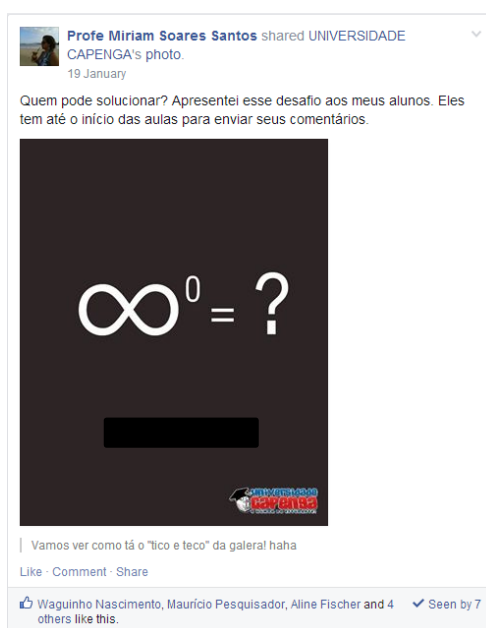 Profe Miriam Soares Santos shared UNIVERSIDADE
CAPENGA's photo.
19 January
Quem pode solucionar? Apresentei esse desafio aos meus alunos. Eles
tem até o início das aulas para enviar seus comentários.
∞⁰ = ?
UNIVERSIDADE
CAPENGA
Vamos ver como tá o "tico e teco" da galera! haha
Like · Comment · Share
Waguinho Nascimento, Maurício Pesquisador, Aline Fischer and 4
others like this.
Seen by 7